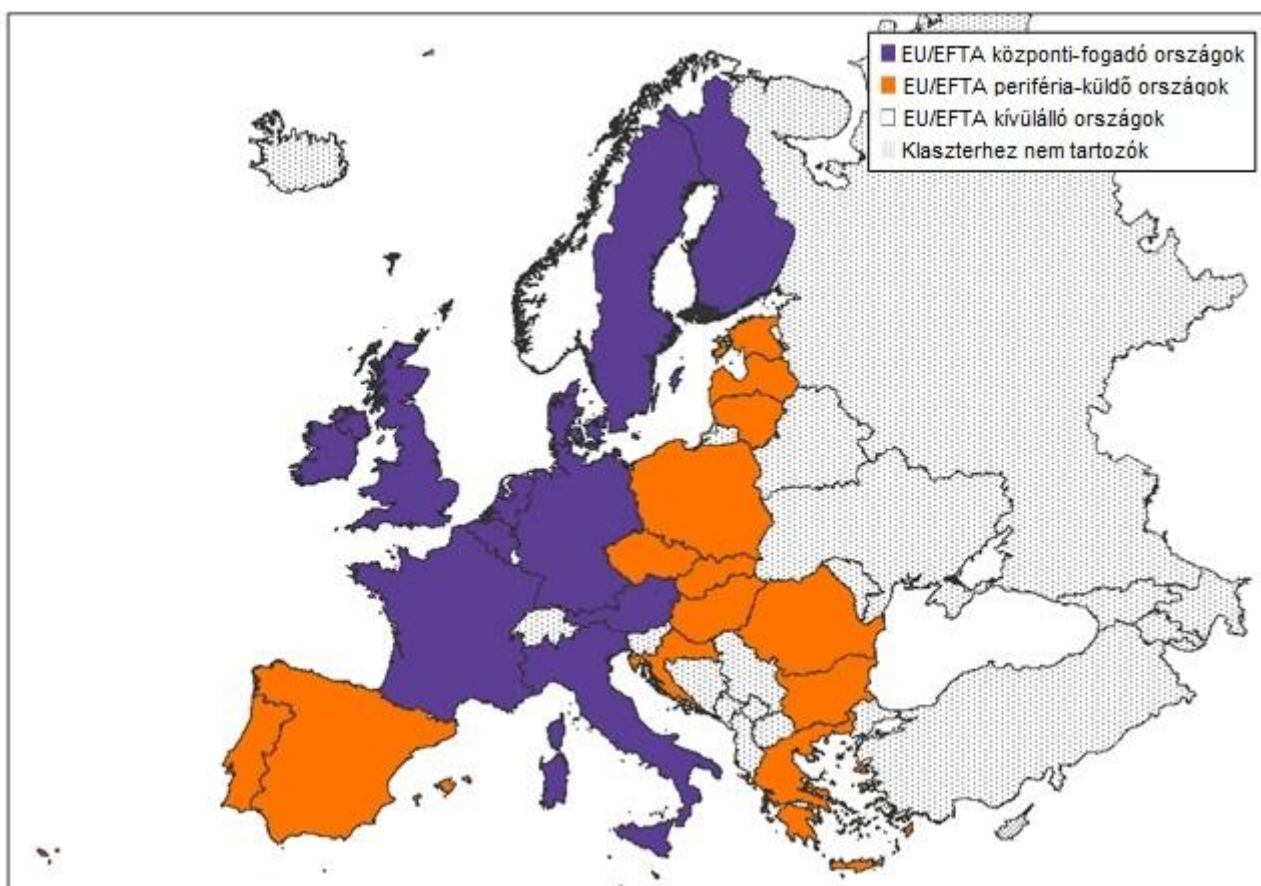 EU/EFTA központi-fogadó országok
EU/EFTA periféria-küldő országok
EU/EFTA kívülálló országok
Klaszterhez nem tartozók